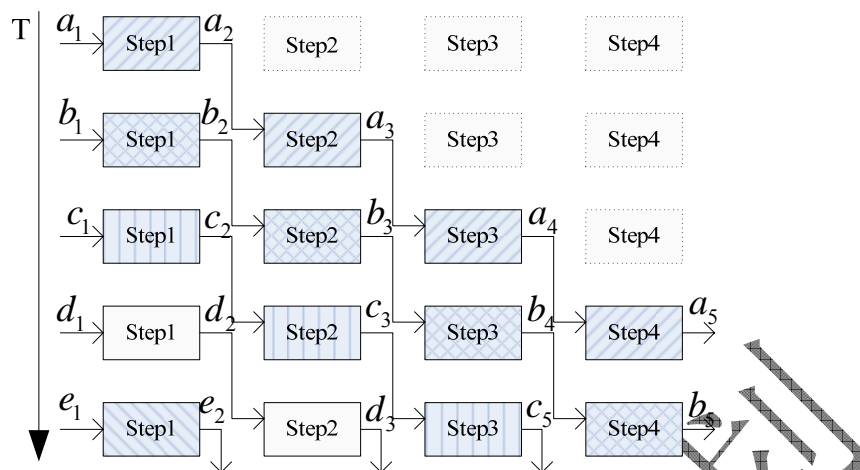 T a₁ Step1 a₂ Step2 Step3 Step4
b₁ Step1 b₂ Step2 a₃ Step3 Step4
c₁ Step1 c₂ Step2 b₃ Step3 a₄ Step4
d₁ Step1 d₂ Step2 c₃ Step3 b₄ Step4 a₅
e₁ Step1 e₂ Step2 d₃ Step3 c₅ Step4 b₅